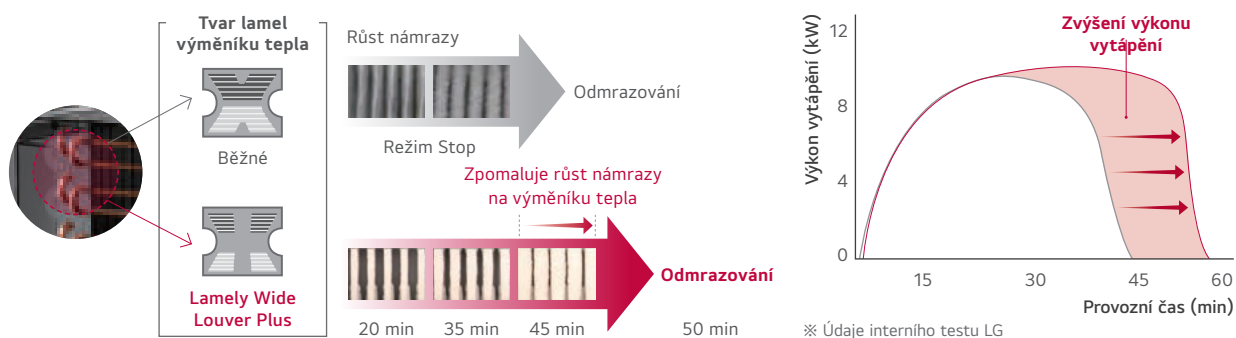 Tvar lamel
výměníku tepla
Běžné
Lamely Wide
Louver Plus
Růst námrazy
Odmrazování
Režim Stop
Zpomaluje růst námrazy
na výměníku tepla
Odmrazování
20 min
35 min
45 min
50 min
Výkon vytápění (kW)
12
8
4
0
Zvýšení výkonu
vytápění
15
30
45
60
Provozní čas (min)
※ Údaje interního testu LG